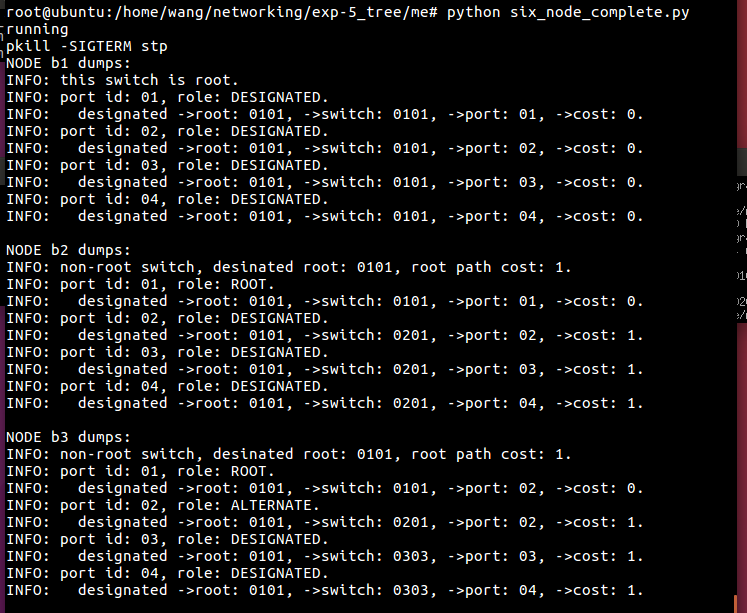 root@ubuntu:/home/wang/networking/exp-5_tree/me# python six_node_complete.py
running
pkill -SIGTERM stp
NODE b1 dumps:
INFO: this switch is root.
INFO: port id: 01, role: DESIGNATED.
INFO:   designated ->root: 0101, ->switch: 0101, ->port: 01, ->cost: 0.
INFO: port id: 02, role: DESIGNATED.
INFO:   designated ->root: 0101, ->switch: 0101, ->port: 02, ->cost: 0.
INFO: port id: 03, role: DESIGNATED.
INFO:   designated ->root: 0101, ->switch: 0101, ->port: 03, ->cost: 0.
INFO: port id: 04, role: DESIGNATED.
INFO:   designated ->root: 0101, ->switch: 0101, ->port: 04, ->cost: 0.

NODE b2 dumps:
INFO: non-root switch, desinated root: 0101, root path cost: 1.
INFO: port id: 01, role: ROOT.
INFO:   designated ->root: 0101, ->switch: 0101, ->port: 01, ->cost: 0.
INFO: port id: 02, role: DESIGNATED.
INFO:   designated ->root: 0101, ->switch: 0201, ->port: 02, ->cost: 1.
INFO: port id: 03, role: DESIGNATED.
INFO:   designated ->root: 0101, ->switch: 0201, ->port: 03, ->cost: 1.
INFO: port id: 04, role: DESIGNATED.
INFO:   designated ->root: 0101, ->switch: 0201, ->port: 04, ->cost: 1.

NODE b3 dumps:
INFO: non-root switch, desinated root: 0101, root path cost: 1.
INFO: port id: 01, role: ROOT.
INFO:   designated ->root: 0101, ->switch: 0101, ->port: 02, ->cost: 0.
INFO: port id: 02, role: ALTERNATE.
INFO:   designated ->root: 0101, ->switch: 0201, ->port: 02, ->cost: 1.
INFO: port id: 03, role: DESIGNATED.
INFO:   designated ->root: 0101, ->switch: 0303, ->port: 03, ->cost: 1.
INFO: port id: 04, role: DESIGNATED.
INFO:   designated ->root: 0101, ->switch: 0303, ->port: 04, ->cost: 1.